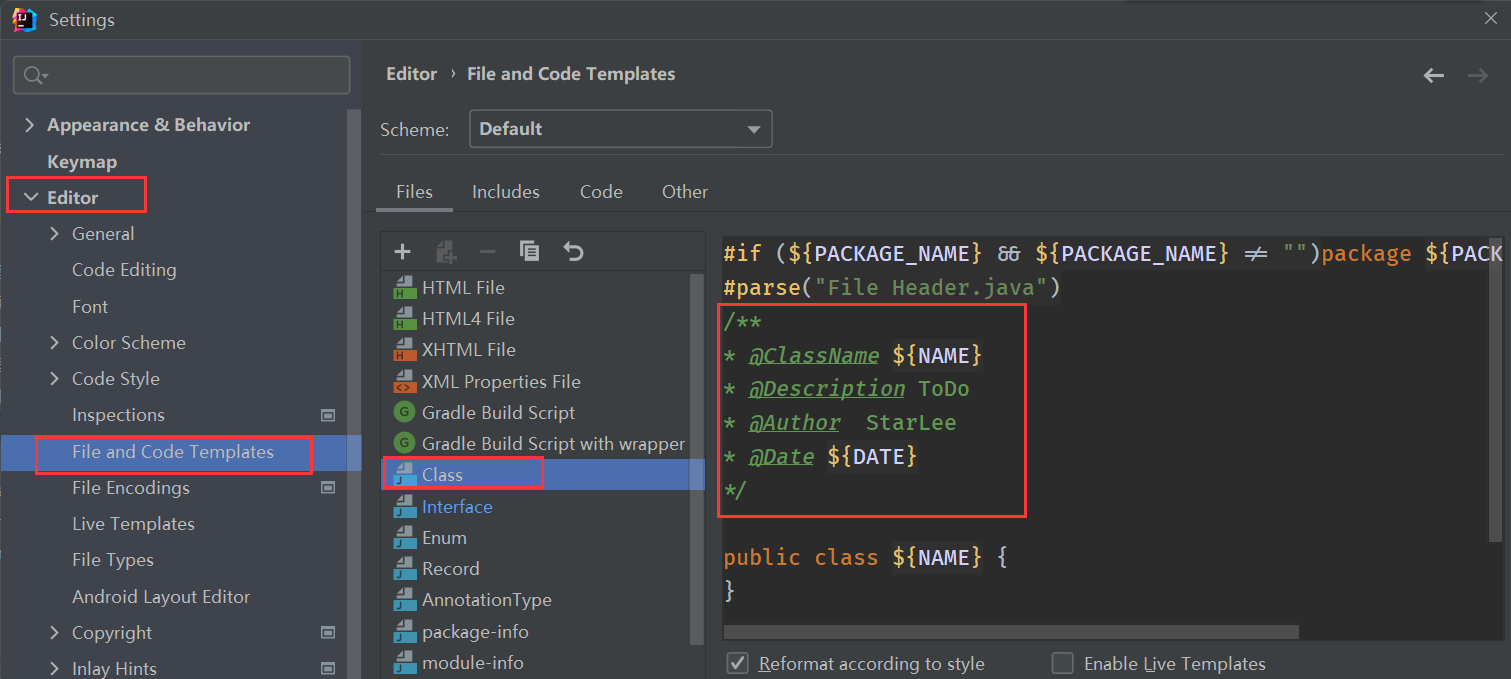 Settings
Editor › File and Code Templates
Scheme: Default
Appearance & Behavior
Keymap
Editor
General
Code Editing
Font
Color Scheme
Code Style
Inspections
File and Code Templates
File Encodings
Live Templates
File Types
Android Layout Editor
Copyright
Inlay Hints
Files Includes Code Other
HTML File
HTML4 File
XHTML File
XML Properties File
Gradle Build Script
Gradle Build Script with wrapper
Class
Interface
Enum
Record
AnnotationType
package-info
module-info
#if (${PACKAGE_NAME} && ${PACKAGE_NAME} != "")package ${PACK
#parse("File Header.java")
/**
* @ClassName ${NAME}
* @Description ToDo
* @Author  StarLee
* @Date ${DATE}
*/
public class ${NAME} {
}
Reformat according to style
Enable Live Templates